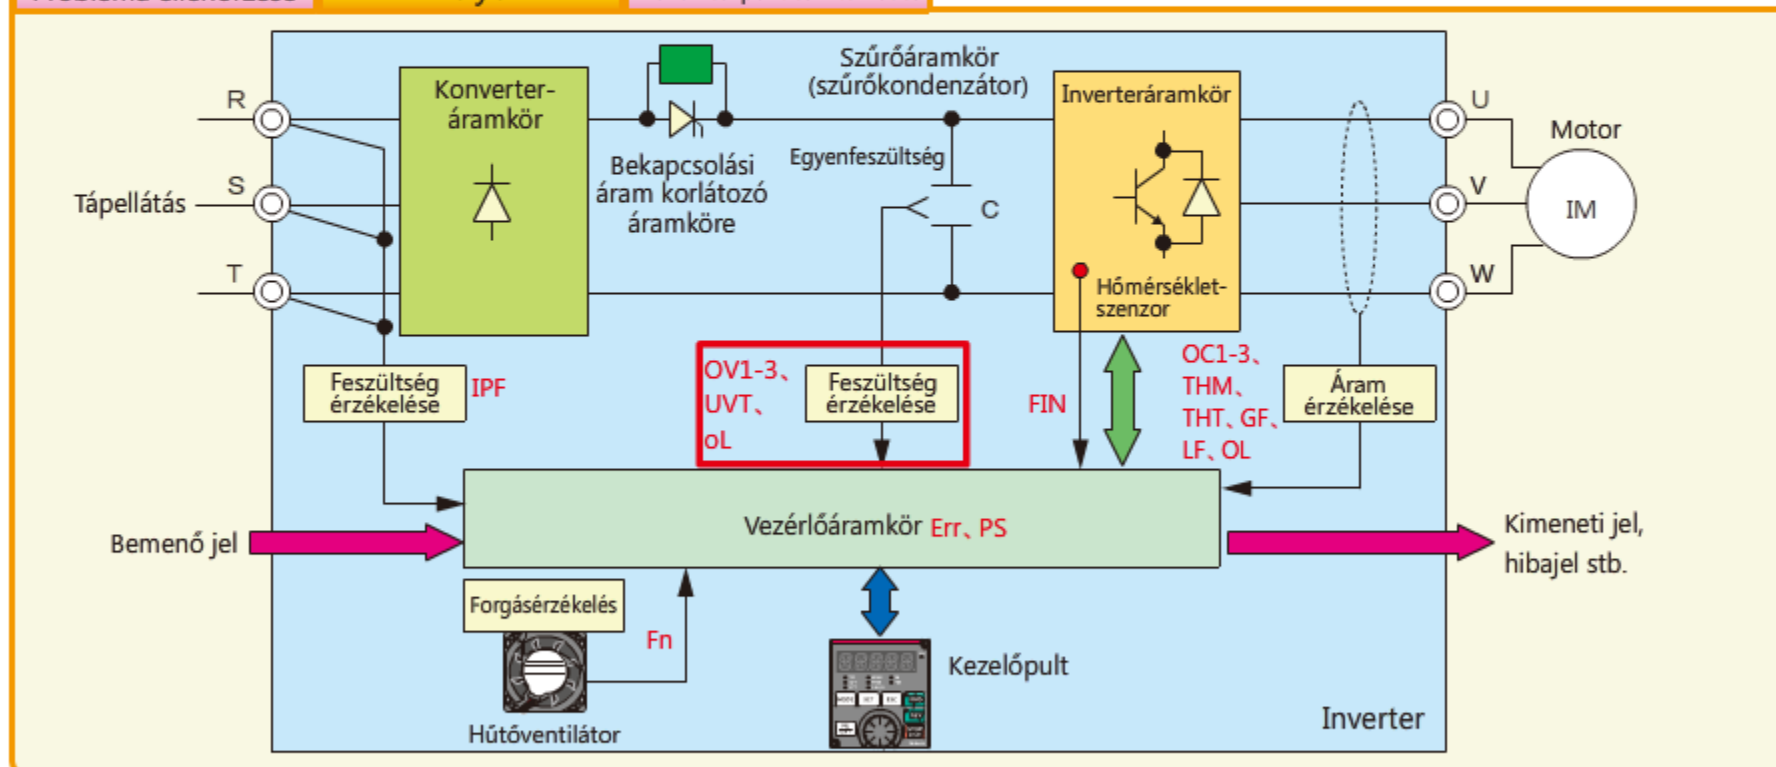 Szűrőáramkör
(szűrőkondenzátor)
Konverter-
áramkör
Inverteráramkör
R
U
Motor
Egyenfeszültség
Bekapcsolási
áram korlátozó
áramköre
Tápellátás
S
V
C
IM
T
W
Hőmérséklet-
szenzor
Feszültség
érzékelése
IPF
OV1-3、
UVT、
oL
Feszültség
érzékelése
FIN
OC1-3、
THM、
THT、GF、
LF、OL
Áram
érzékelése
Bemenő jel
Vezérlőáramkör Err、PS
Kimeneti jel,
hibajel stb.
Forgásérzékelés
Fn
Hűtőventilátor
Kezelőpult
Inverter